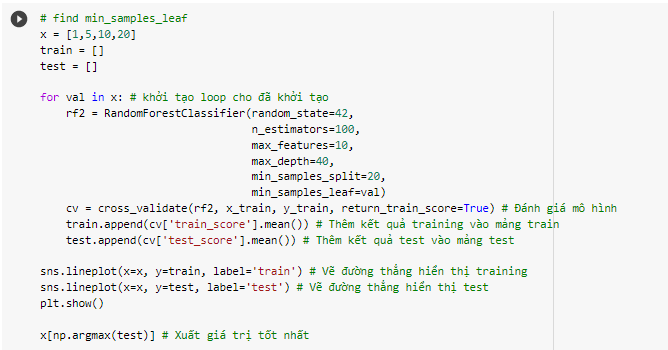 # find min_samples_leaf
x = [1,5,10,20]
train = []
test = []

for val in x: # khởi tạo loop cho đã khởi tạo
    rf2 = RandomForestClassifier(random_state=42,
                                 n_estimators=100,
                                 max_features=10,
                                 max_depth=40,
                                 min_samples_split=20,
                                 min_samples_leaf=val)
    cv = cross_validate(rf2, x_train, y_train, return_train_score=True) # Đánh giá mô hình
    train.append(cv['train_score'].mean()) # Thêm kết quả training vào mảng train
    test.append(cv['test_score'].mean()) # Thêm kết quả test vào mảng test

sns.lineplot(x=x, y=train, label='train') # Vẽ đường thẳng hiển thị training
sns.lineplot(x=x, y=test, label='test') # Vẽ đường thẳng hiển thị test
plt.show()

x[np.argmax(test)] # Xuất giá trị tốt nhất